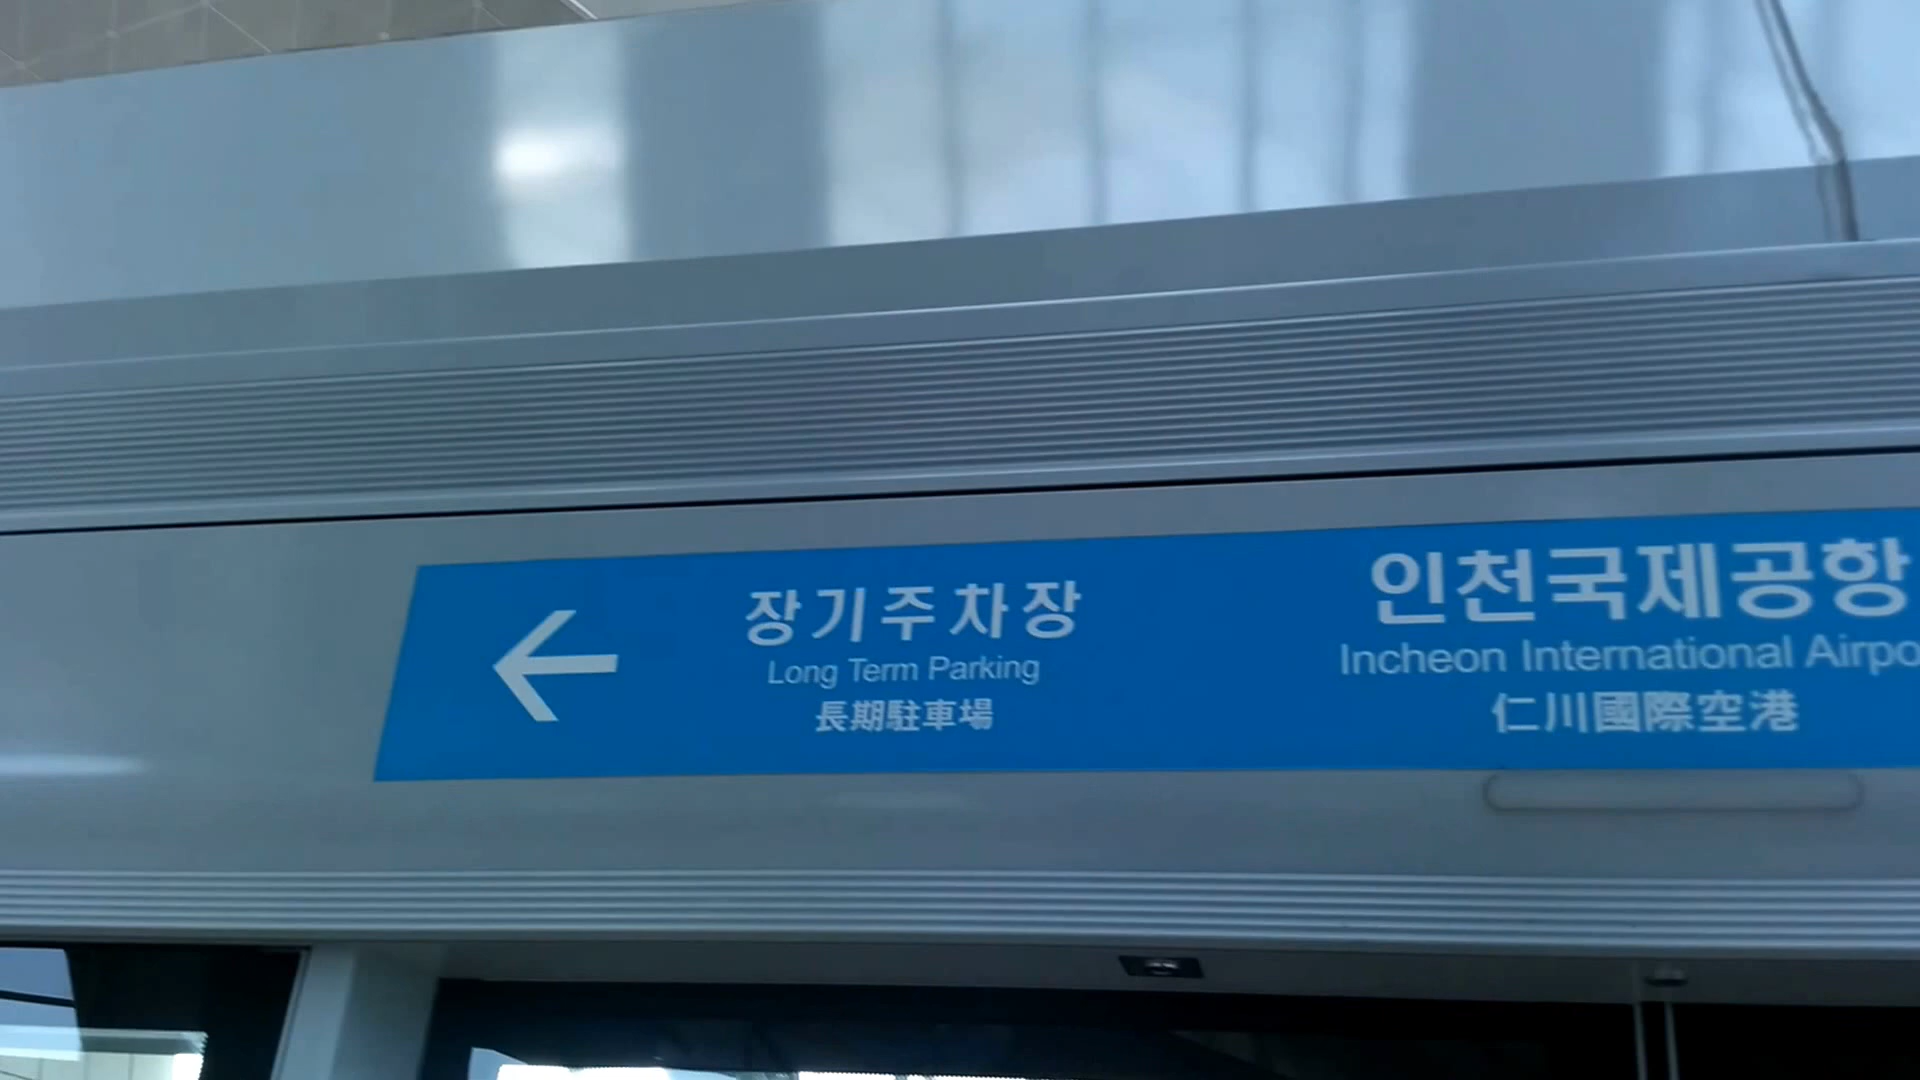 장기주차장
Long Term Parking
長期駐車場
인천국제공항
Incheon International
仁川國際空港